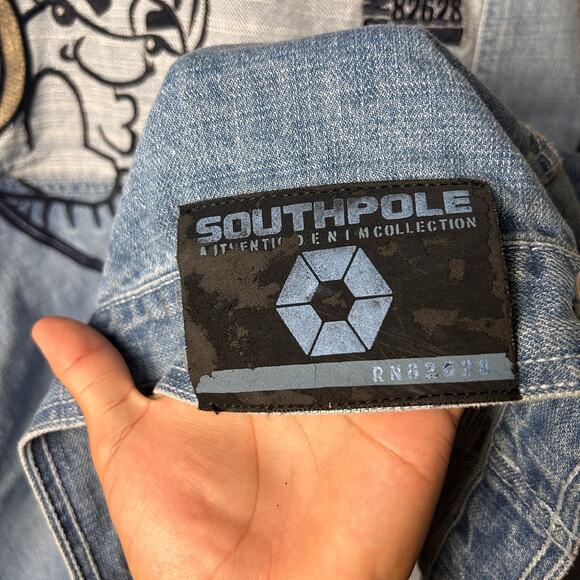 82628
SOUTHPOLE
AUTHENTIC DENIM COLLECTION
RN82628